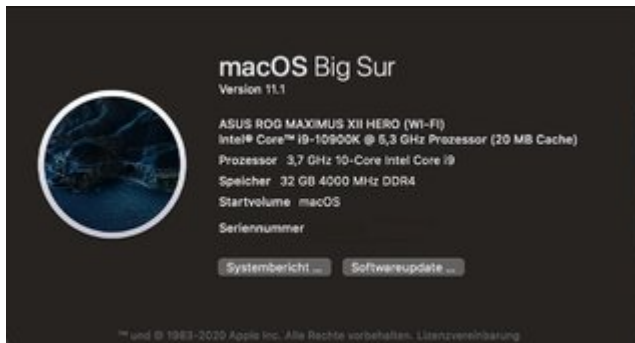 macOS Big Sur
Version 11.1
ASUS ROG MAXIMUS XII HERO (WI-FI)
Intel® Core™ i9-10900K @ 5,3 GHz Prozessor (20 MB Cache)
Prozessor 3,7 GHz 10-Core Intel Core i9
Speicher 32 GB 4000 MHz DDR4
Startvolume macOS
Seriennummer
Systembericht ... Softwareupdate ...
™ und © 1983-2020 Apple Inc. Alle Rechte vorbehalten. Lizenzvereinbarung